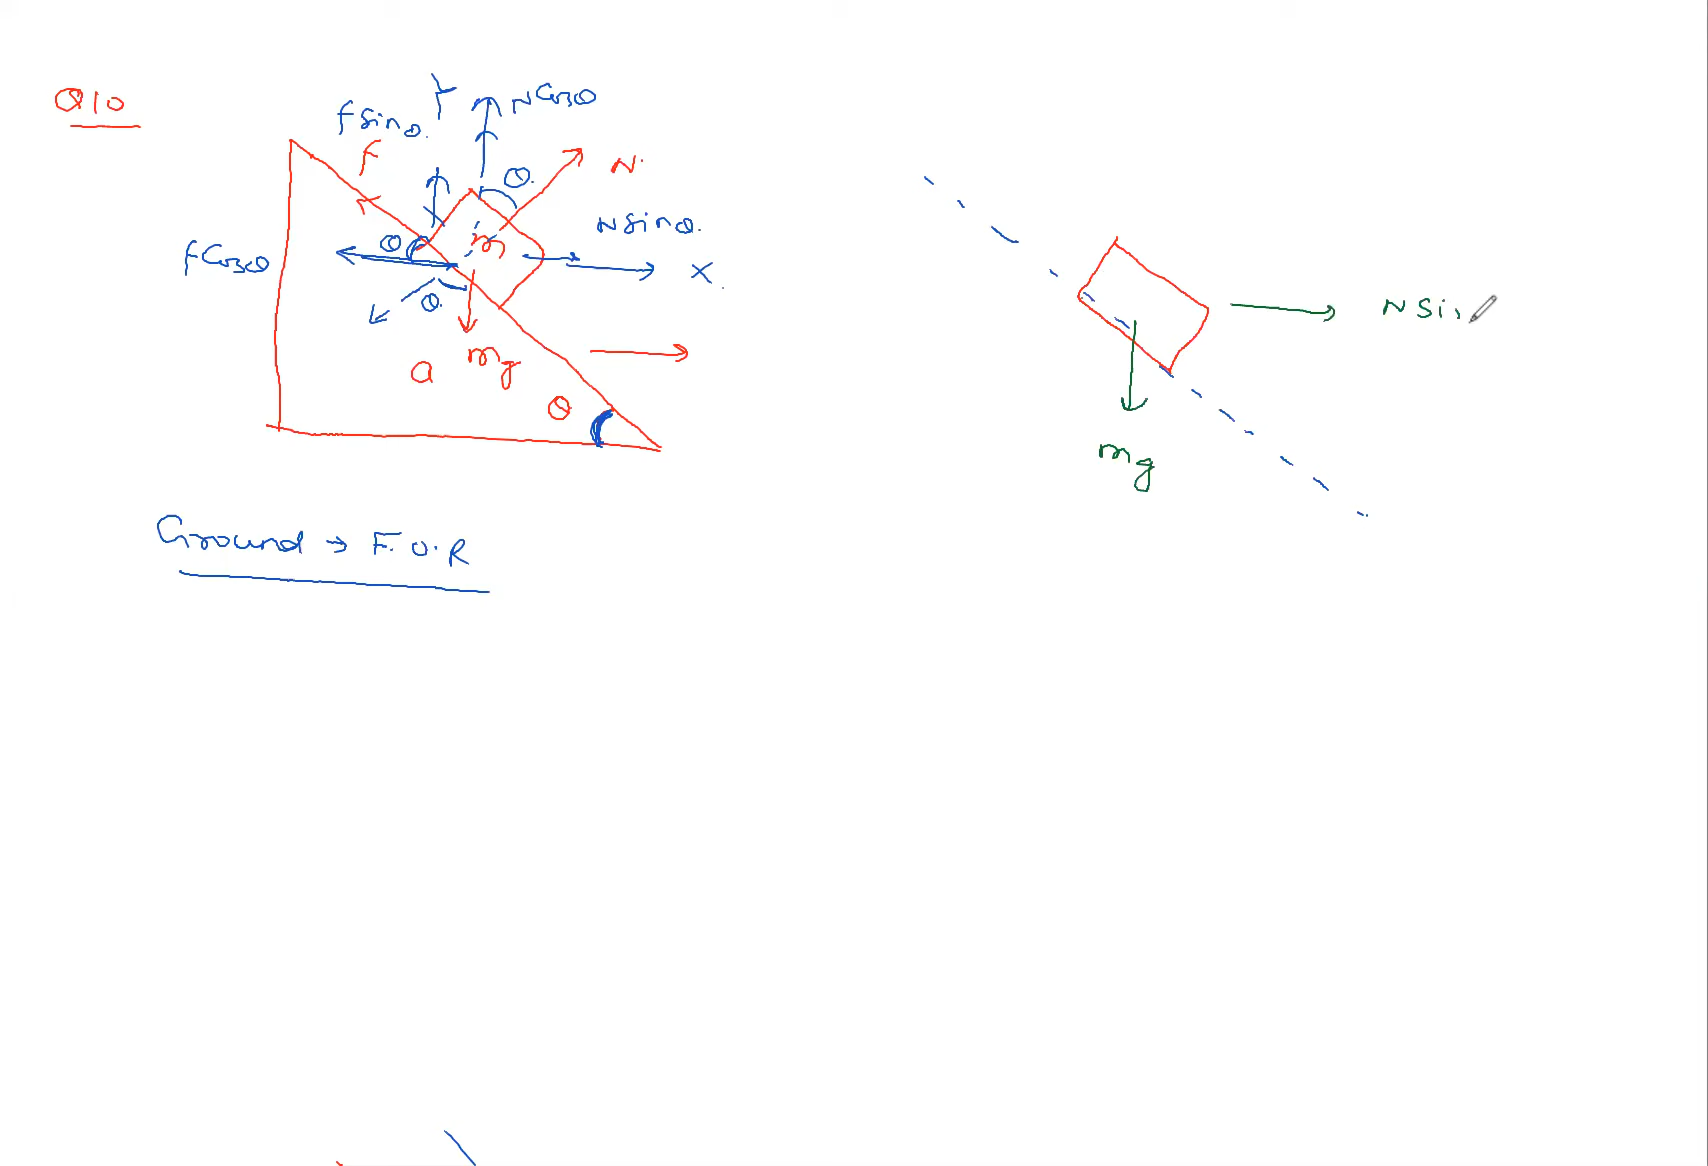 Q10
Y
N Cosθ
f sinθ.
f
θ.
N.
N sinθ.
θ
m
f Cosθ
X.
θ.
mg
a
θ
N Si
mg
Ground → F.O.R